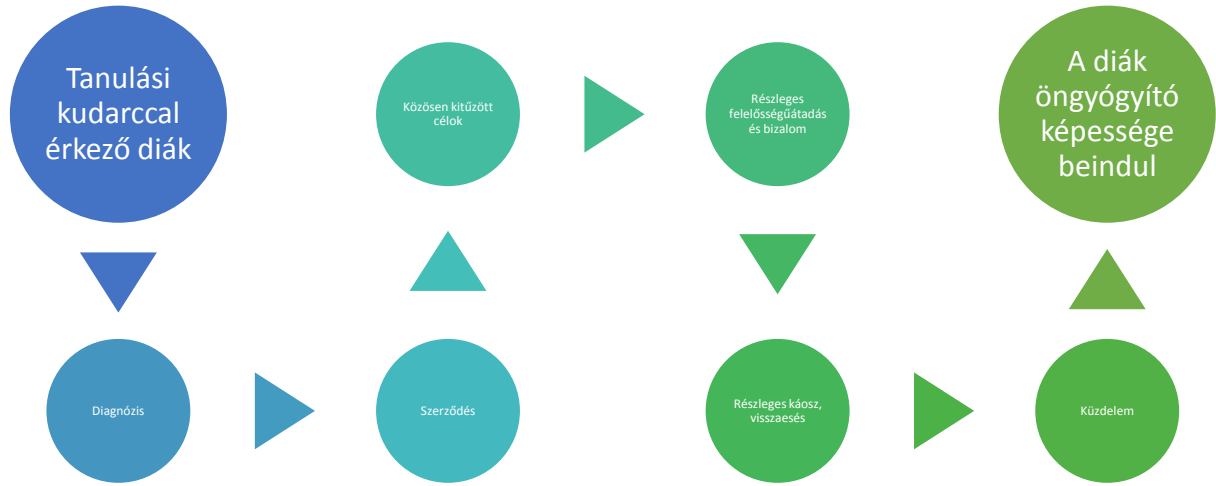 Tanulási
kudarccal
érkező diák
Diagnózis
Szerződés
Közösen kitűzött
célok
Részleges
felelősségűátadás
és bizalom
Részleges káosz,
visszaesés
Küzdelem
A diák
öngyógyító
képessége
beindul